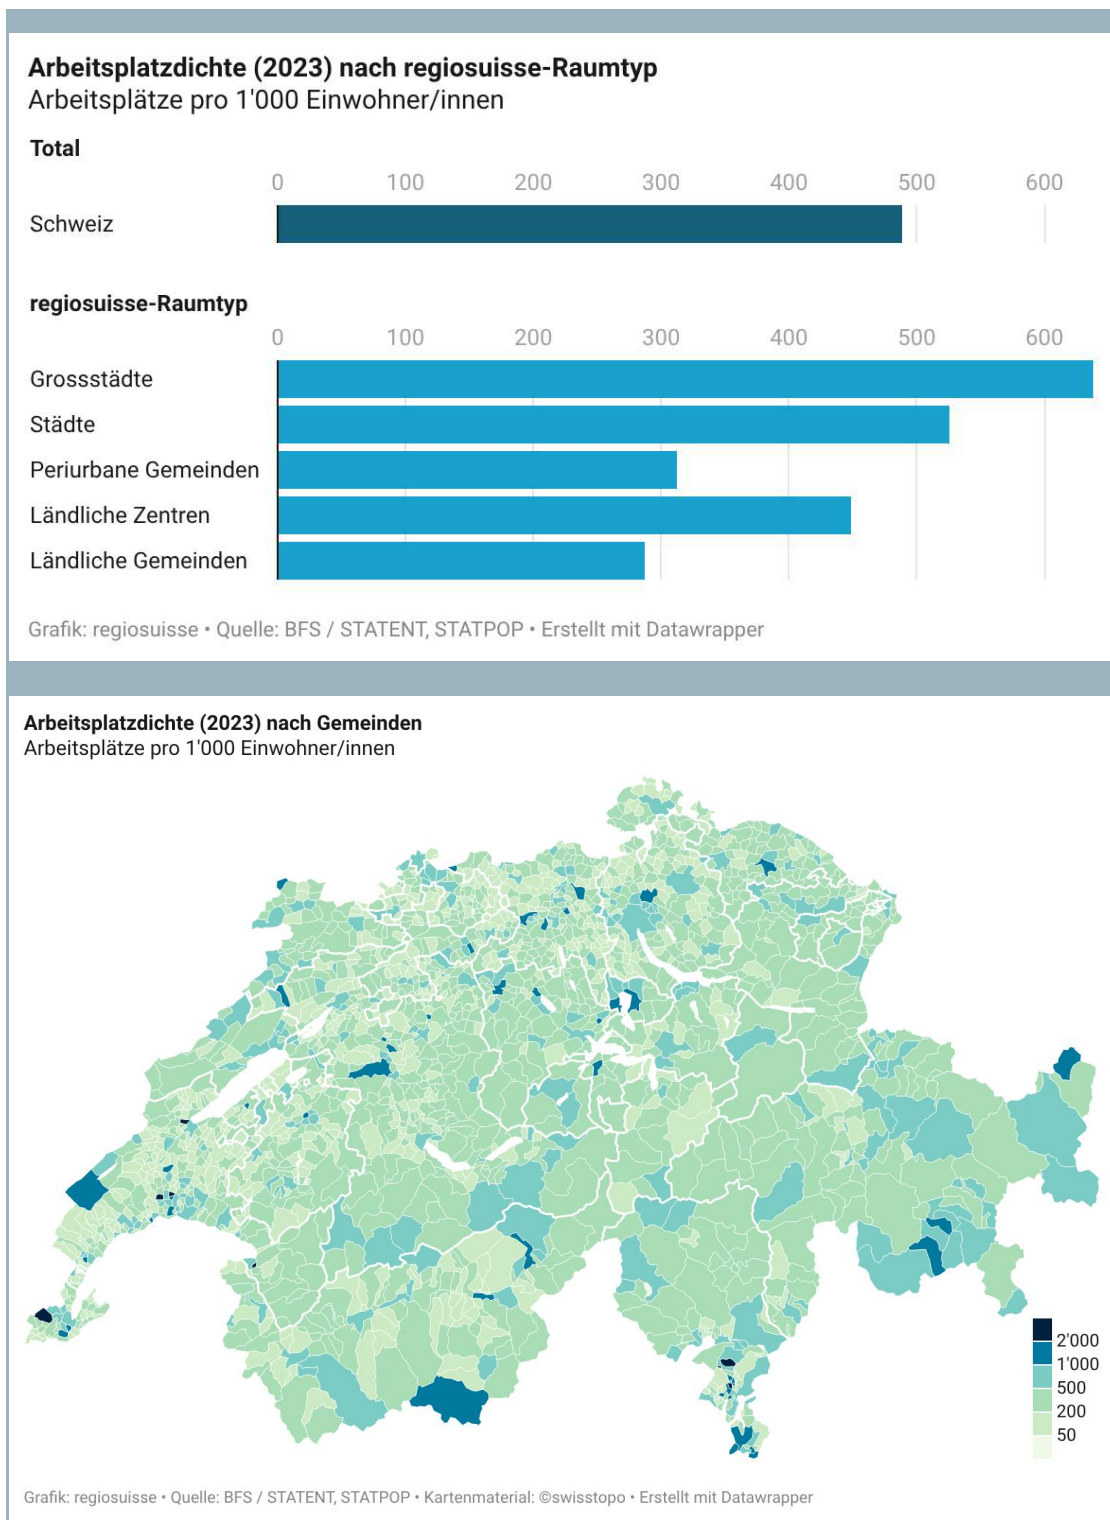 Arbeitsplatzdichte (2023) nach regiosuisse-Raumtyp
Arbeitsplätze pro 1'000 Einwohner/innen
Total
0 100 200 300 400 500 600
Schweiz
regiosuisse-Raumtyp
0 100 200 300 400 500 600
Grossstädte
Städte
Periurbane Gemeinden
Ländliche Zentren
Ländliche Gemeinden
Grafik: regiosuisse • Quelle: BFS / STATENT, STATPOP • Erstellt mit Datawrapper
Arbeitsplatzdichte (2023) nach Gemeinden
Arbeitsplätze pro 1'000 Einwohner/innen
2'000
1'000
500
200
50
Grafik: regiosuisse • Quelle: BFS / STATENT, STATPOP • Kartenmaterial: ©swisstopo • Erstellt mit Datawrapper